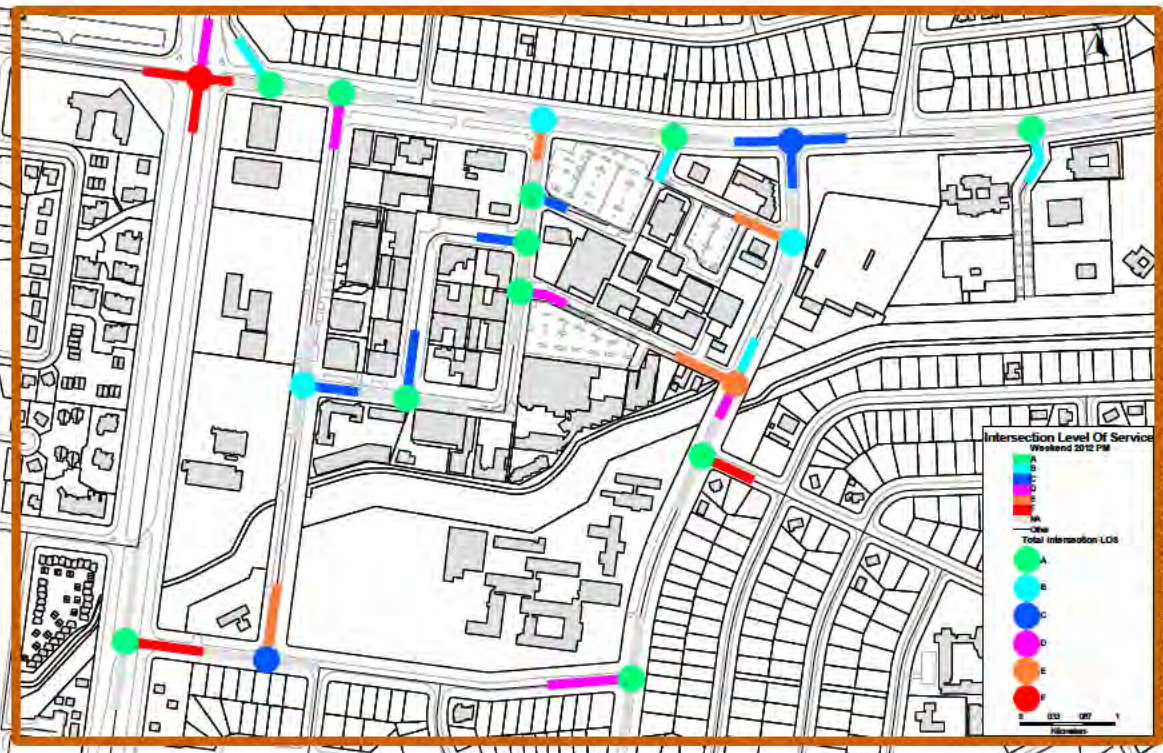 Intersection Level Of Service
Weekend 2012 PM
A
B
C
D
E
F
NA
Other
Total Intersection LOS
A
B
C
D
E
F
Kilometers